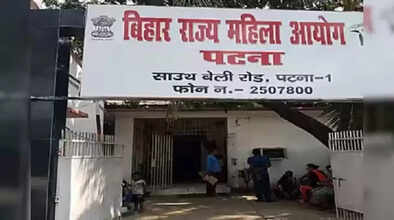 बिहार राज्य महिला आयोग
पटना
साउथ बेली रोड, पटना-1
फोन न.- 2507800